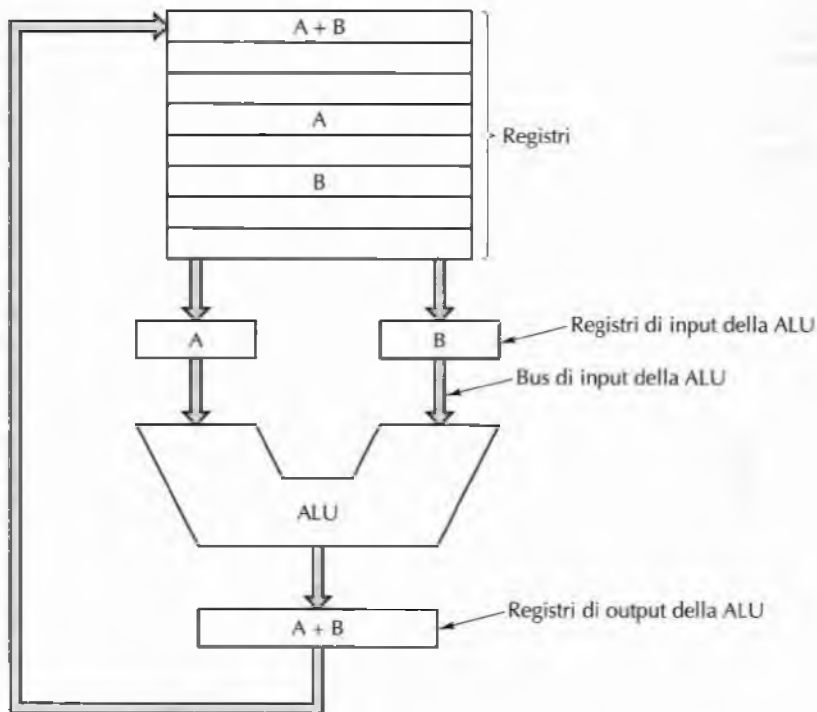 A + B
A
Registri
B
A
B
Registri di input della ALU
Bus di input della ALU
ALU
Registri di output della ALU
A + B